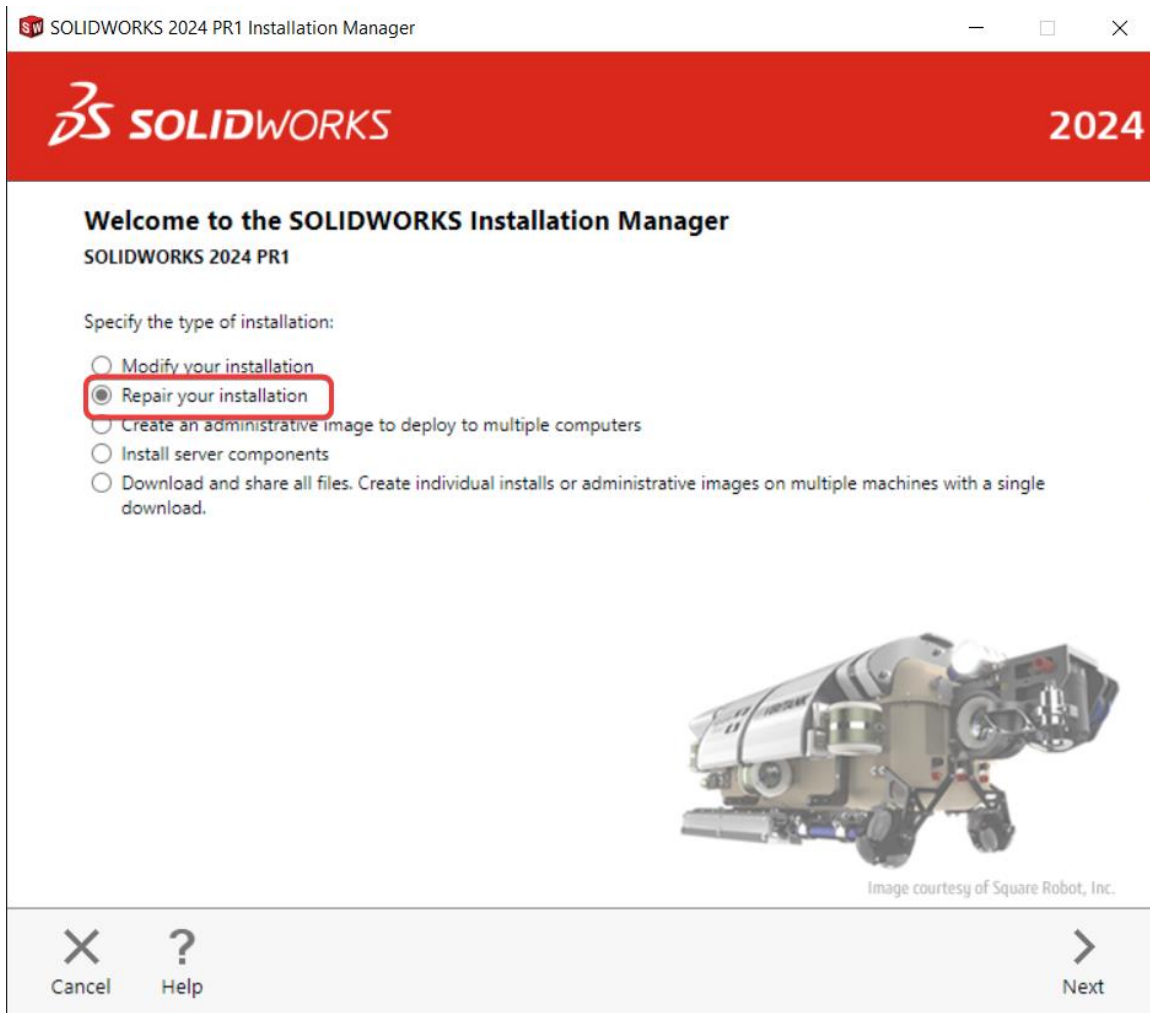 SOLIDWORKS 2024 PR1 Installation Manager
SOLIDWORKS
2024
Welcome to the SOLIDWORKS Installation Manager
SOLIDWORKS 2024 PR1
Specify the type of installation:
Modify your installation
Repair your installation
Create an administrative image to deploy to multiple computers
Install server components
Download and share all files. Create individual installs or administrative images on multiple machines with a single
download.
Image courtesy of Square Robot, Inc.
Cancel
Help
Next